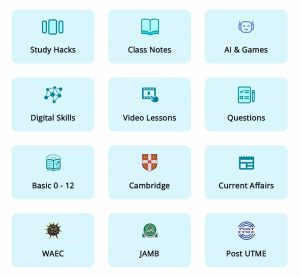 Study Hacks
Class Notes
AI & Games
Digital Skills
Video Lessons
Questions
Basic 0 - 12
Cambridge
Current Affairs
WAEC
JAMB
Post UTME